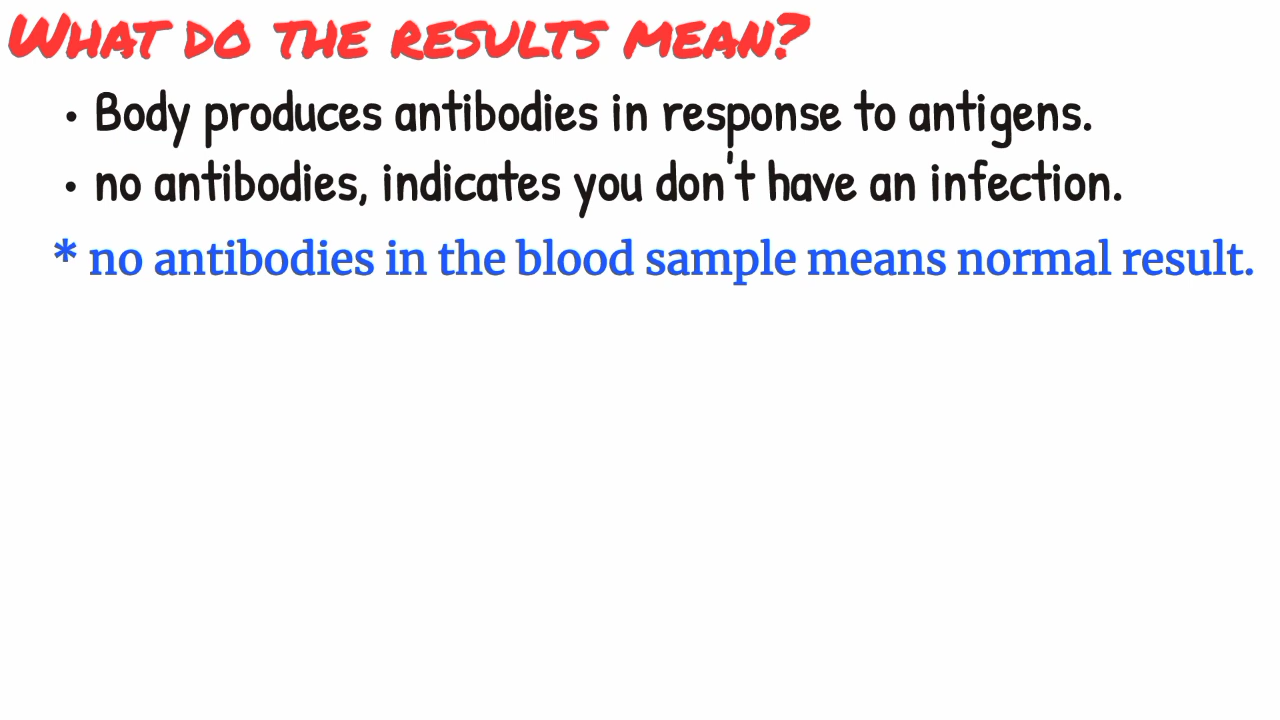 What do the results mean?
• Body produces antibodies in response to antigens.
• no antibodies, indicates you don't have an infection.
* no antibodies in the blood sample means normal result.